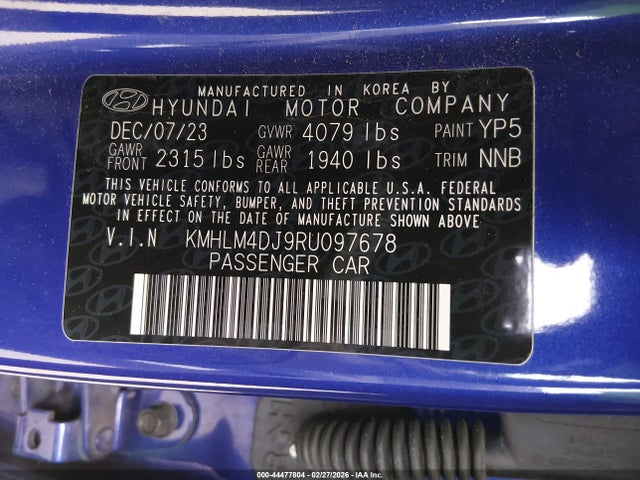 MANUFACTURED IN KOREA BY
HYUNDAI MOTOR COMPANY
DEC/07/23 GVWR 4079 lbs PAINT YP5
GAWR FRONT 2315 lbs GAWR REAR 1940 lbs TRIM NNB
THIS VEHICLE CONFORMS TO ALL APPLICABLE U.S.A. FEDERAL
MOTOR VEHICLE SAFETY, BUMPER, AND THEFT PREVENTION STANDARDS
IN EFFECT ON THE DATE OF MANUFACTURE SHOWN ABOVE.
V.I.N KMHLM4DJ9RU097678
PASSENGER CAR
000-44477804 | 02/27/2026 - IAA Inc.